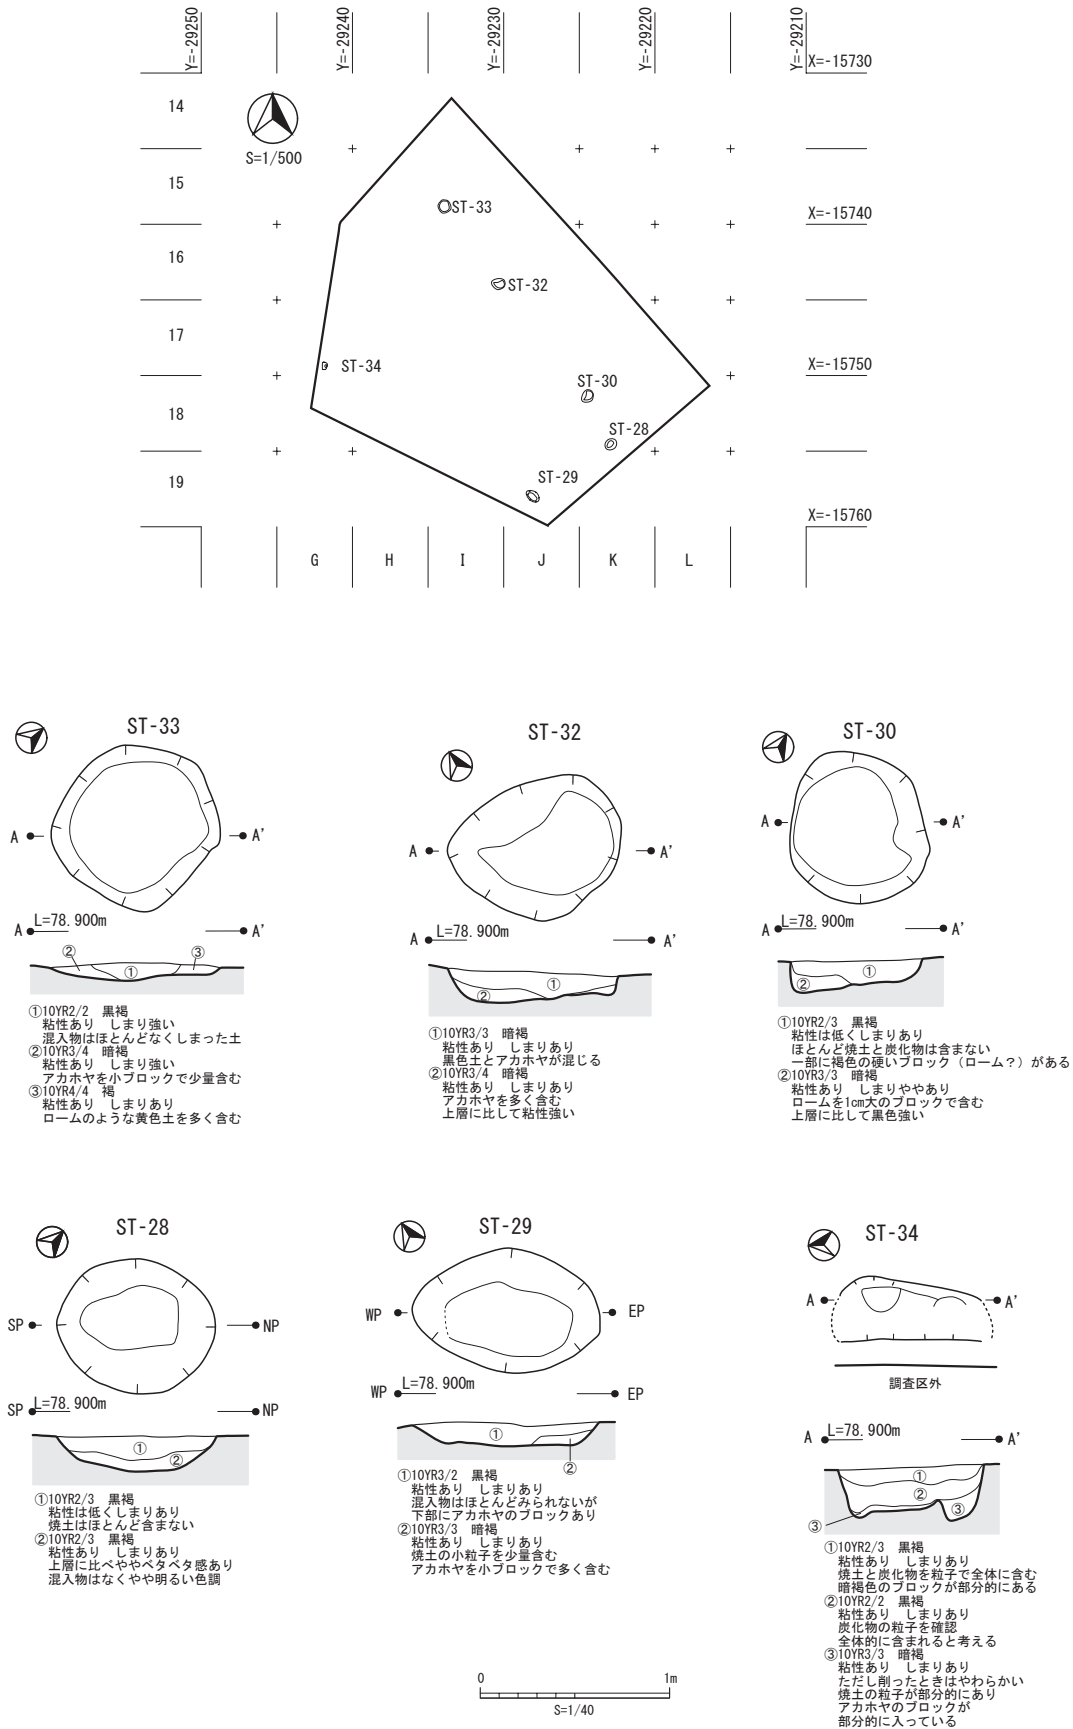 Y=-29250
Y=-29240
Y=-29230
Y=-29220
Y=-29210
X=-15730
14
S=1/500
15
ST-33
X=-15740
16
ST-32
17
ST-34
X=-15750
ST-30
18
ST-28
ST-29
19
X=-15760
G H I J K L
ST-33
A A'
A L=78.900m A'
② ③
①
①10YR2/2 黒褐
粘性あり しまり強い
混入物はほとんどなくしまった土
②10YR3/4 暗褐
粘性あり しまり強い
アカホヤを小ブロックで少量含む
③10YR4/4 褐
粘性あり しまりあり
ロームのような黄色土を多く含む
ST-32
A A'
A L=78.900m A'
①
②
①10YR3/3 暗褐
粘性あり しまりあり
黒色土とアカホヤが混じる
②10YR3/4 暗褐
粘性あり しまりあり
アカホヤを多く含む
上層に比して粘性強い
ST-30
A A'
A L=78.900m A'
①
②
①10YR2/3 黒褐
粘性は低くしまりあり
ほとんど焼土と炭化物は含まない
一部に褐色の硬いブロック（ローム？）がある
②10YR3/3 暗褐
粘性あり しまりややあり
ロームを1cm大のブロックで含む
上層に比して黒色強い
ST-28
SP NP
SP L=78.900m NP
①
②
①10YR2/3 黒褐
粘性は低くしまりあり
焼土はほとんど含まない
②10YR2/3 黒褐
粘性あり しまりあり
上層に比べややベタベタ感あり
混入物はなくやや明るい色調
ST-29
WP EP
WP L=78.900m EP
①
②
①10YR3/2 黒褐
粘性あり しまりあり
混入物はほとんどみられないが
下部にアカホヤのブロックあり
②10YR3/3 暗褐
粘性あり しまりあり
焼土の小粒子を少量含む
アカホヤを小ブロックで多く含む
ST-34
A A'
調査区外
A L=78.900m A'
①
②
③
③
①10YR2/3 黒褐
粘性あり しまりあり
焼土と炭化物を粒子で全体に含む
暗褐色のブロックが部分的にある
②10YR2/2 黒褐
粘性あり しまりあり
炭化物の粒子を確認
全体的に含まれると考える
③10YR3/3 暗褐
粘性あり しまりあり
ただし削ったときはやわらかい
焼土の粒子が部分的にあり
アカホヤのブロックが
部分的に入っている
0 1m
S=1/40